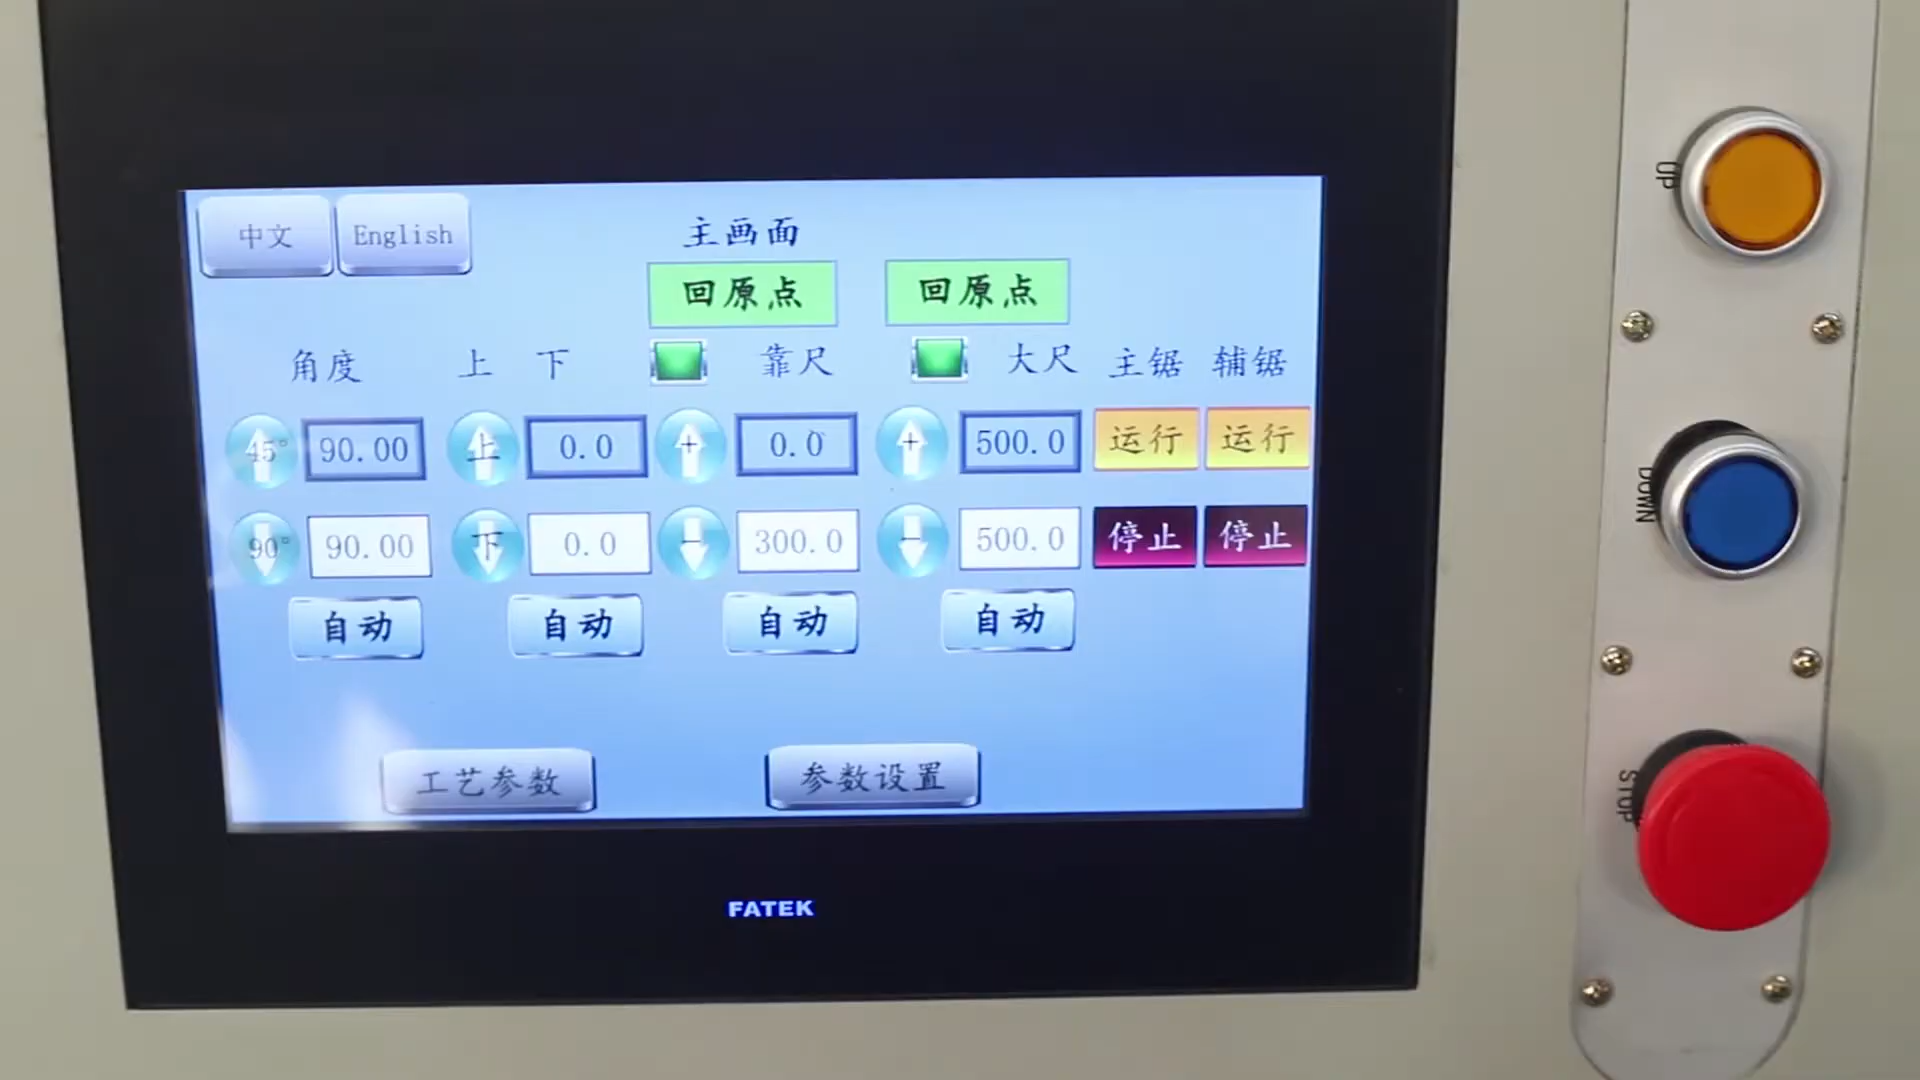 中文 English 主画面
回原点 回原点
角度 上 下 靠尺 大尺 主锯 辅锯
45° 90.00 上 0.0 + 0.0 + 500.0 运行 运行
90° 90.00 下 0.0 − 300.0 − 500.0 停止 停止
自动 自动 自动 自动
工艺参数 参数设置
FATEK
UP
DOWN
STOP